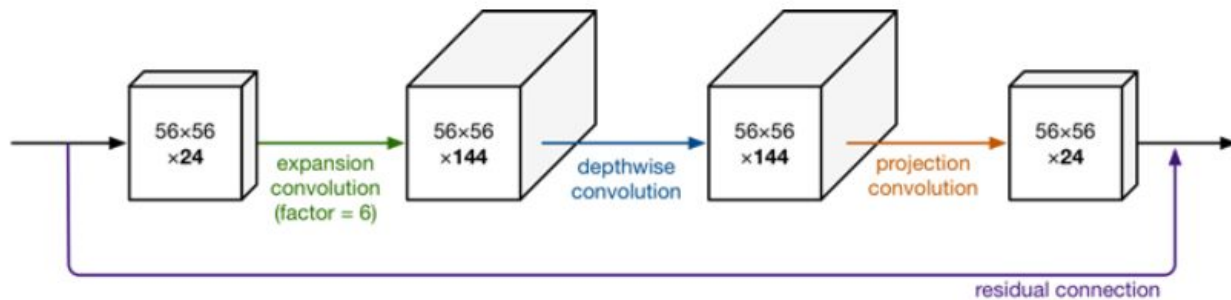 56×56
×24
expansion
convolution
(factor = 6)
56×56
×144
depthwise
convolution
56×56
×144
projection
convolution
56×56
×24
residual connection